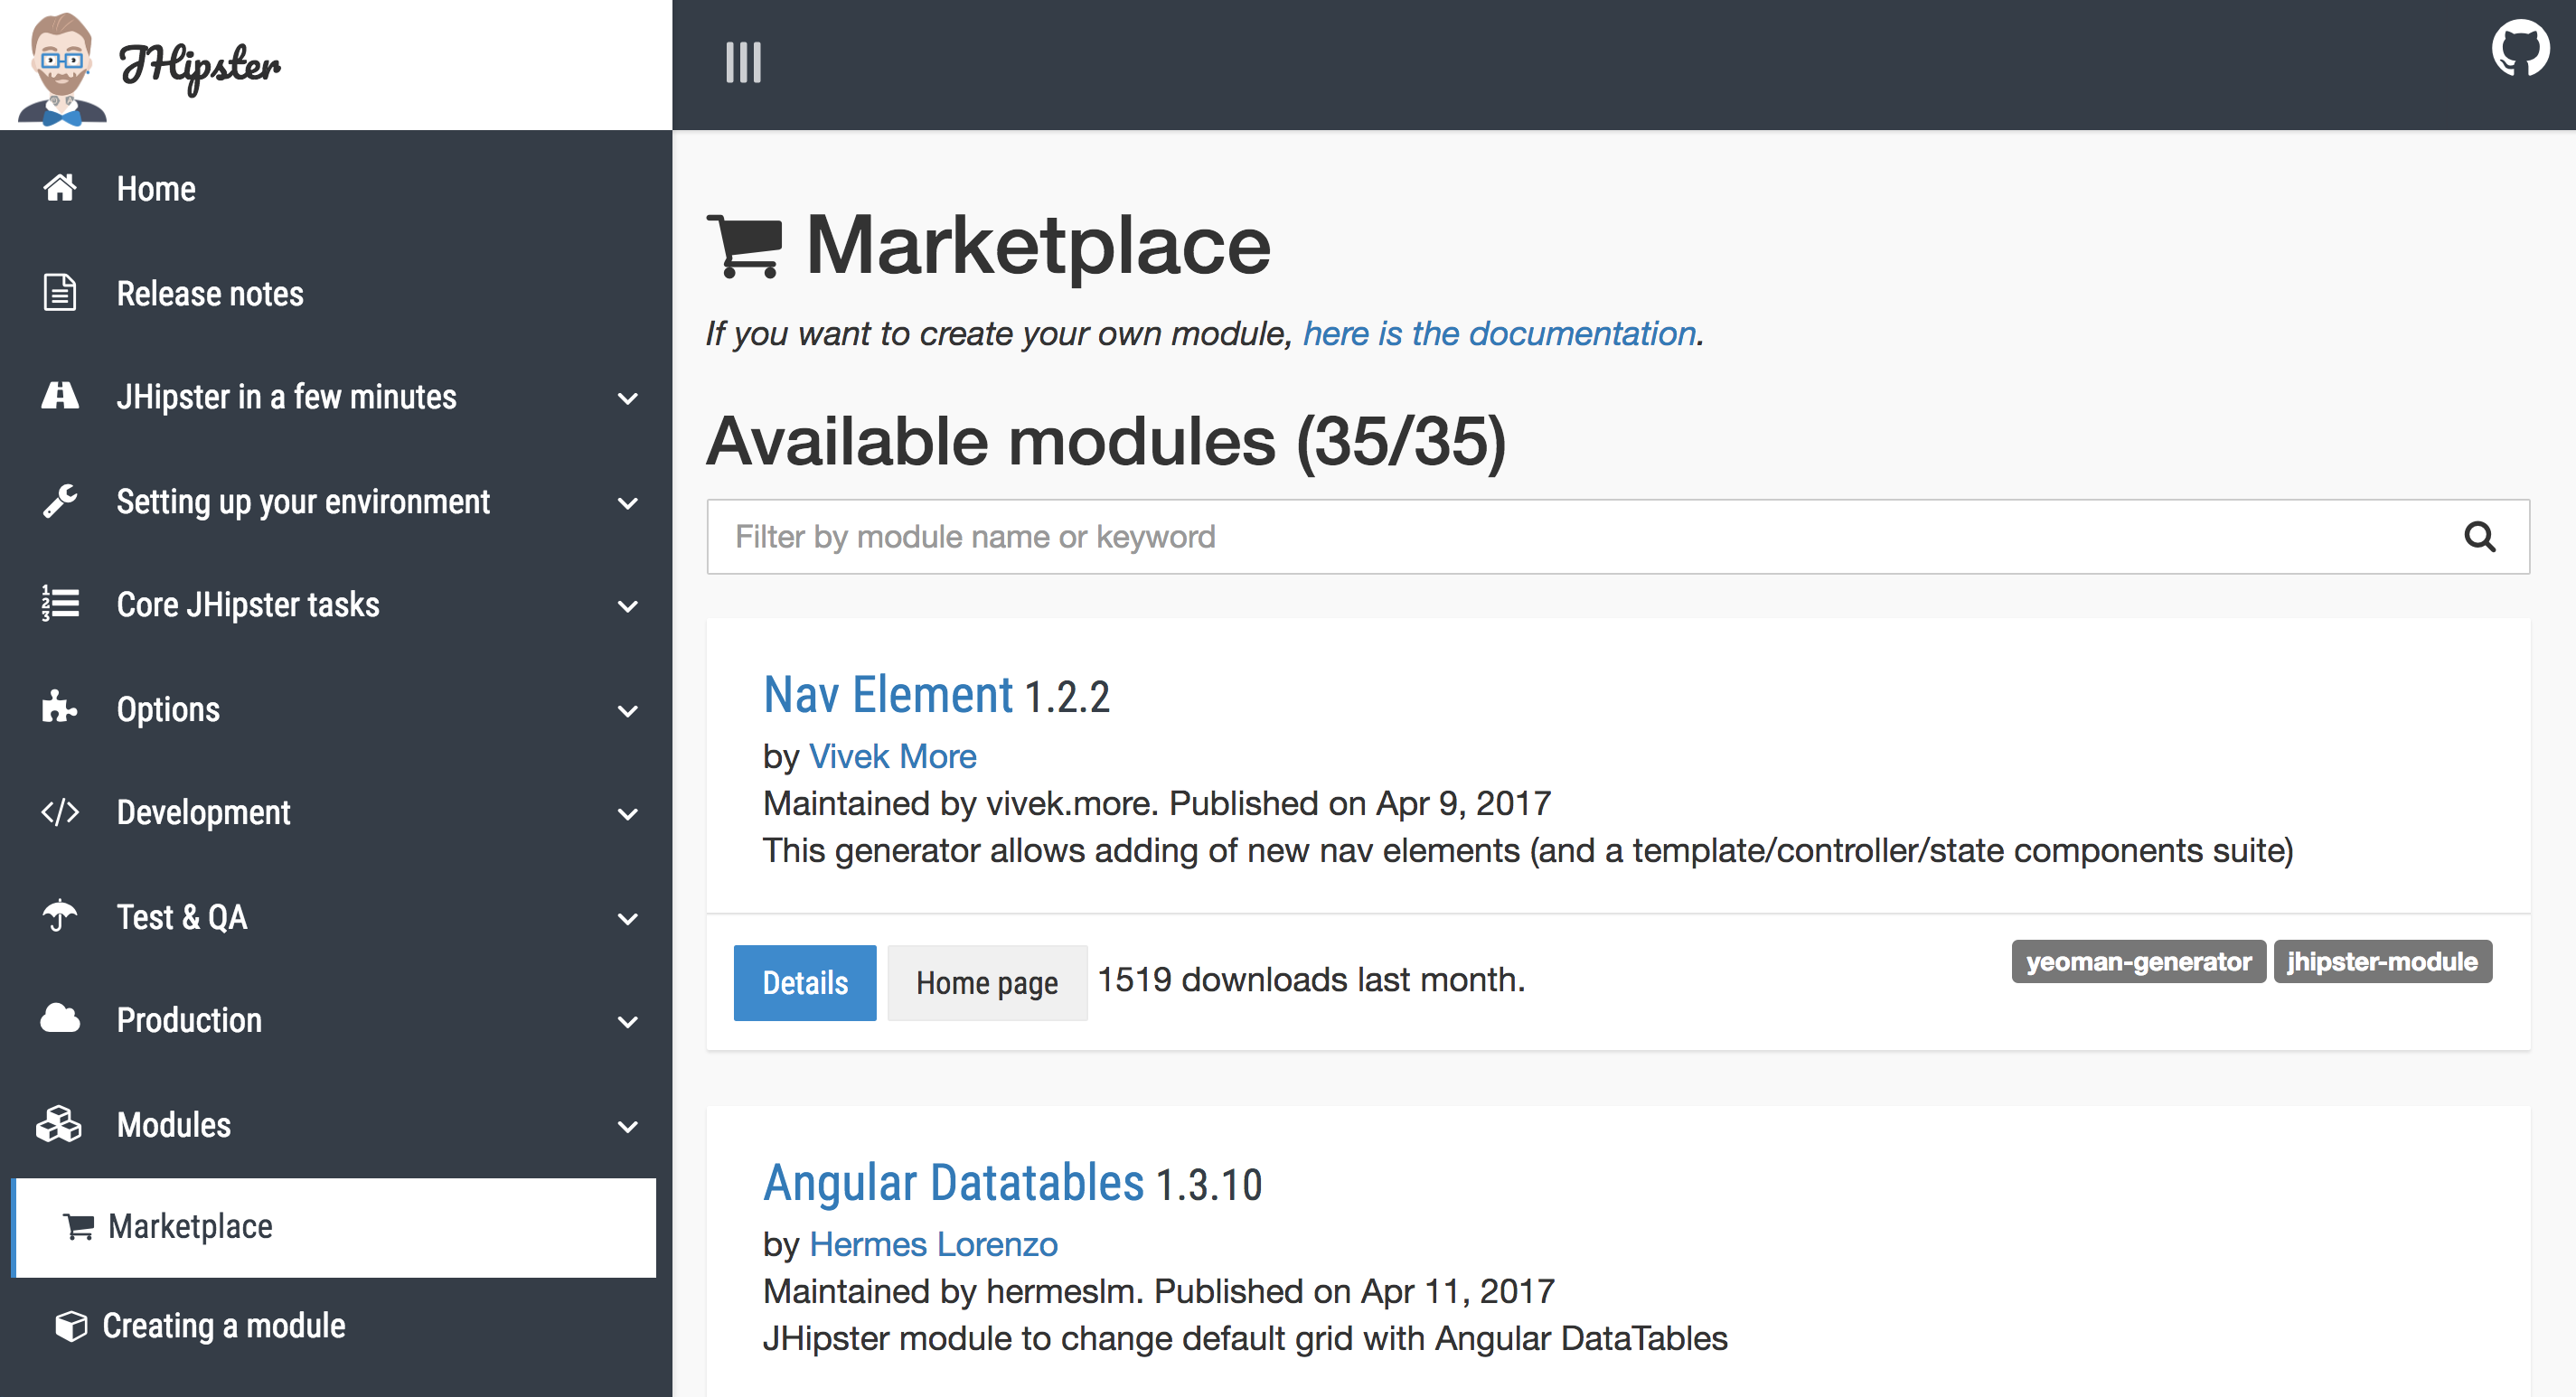 JHipster
Home
Release notes
JHipster in a few minutes
Setting up your environment
Core JHipster tasks
Options
Development
Test & QA
Production
Modules
Marketplace
Creating a module
Marketplace
If you want to create your own module, here is the documentation.
Available modules (35/35)
Filter by module name or keyword
Nav Element 1.2.2
by Vivek More
Maintained by vivek.more. Published on Apr 9, 2017
This generator allows adding of new nav elements (and a template/controller/state components suite)
Details Home page 1519 downloads last month. yeoman-generator jhipster-module
Angular Datatables 1.3.10
by Hermes Lorenzo
Maintained by hermeslm. Published on Apr 11, 2017
JHipster module to change default grid with Angular DataTables